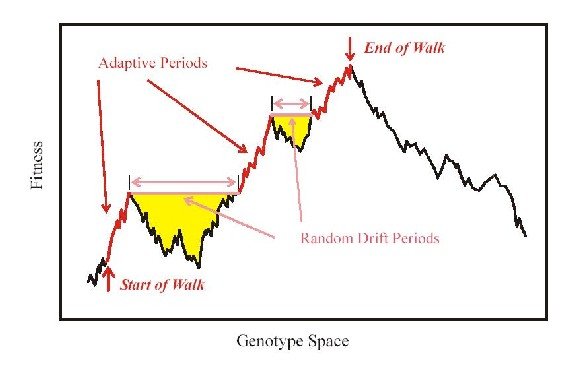 End of Walk
Adaptive Periods
Fitness
Random Drift Periods
Start of Walk
Genotype Space